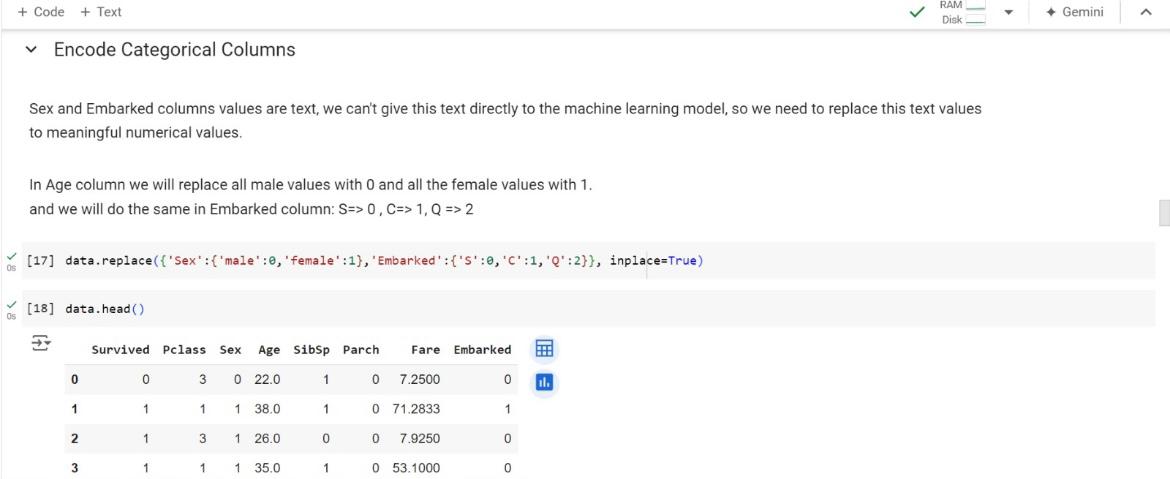 + Code + Text
RAM
Disk
Gemini
Encode Categorical Columns
Sex and Embarked columns values are text, we can't give this text directly to the machine learning model, so we need to replace this text values
to meaningful numerical values.
In Age column we will replace all male values with 0 and all the female values with 1.
and we will do the same in Embarked column: S=> 0 , C=> 1, Q => 2
0s [17] data.replace({'Sex':{'male':0,'female':1},'Embarked':{'S':0,'C':1,'Q':2}}, inplace=True)
0s [18] data.head()
Survived Pclass Sex Age SibSp Parch Fare Embarked
0 0 3 0 22.0 1 0 7.2500 0
1 1 1 1 38.0 1 0 71.2833 1
2 1 3 1 26.0 0 0 7.9250 0
3 1 1 1 35.0 1 0 53.1000 0